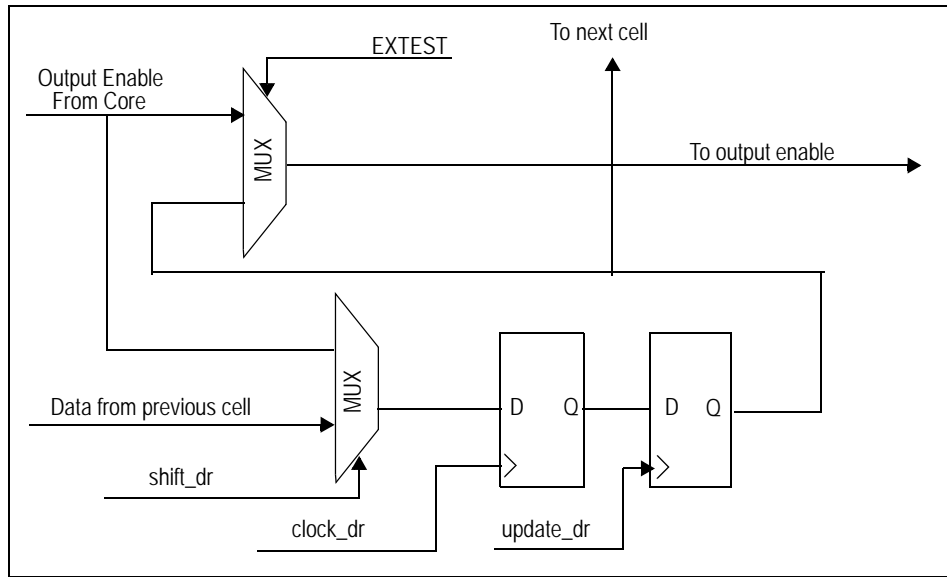 EXTEST
To next cell
Output Enable
From Core
MUX
To output enable
MUX
Data from previous cell
D
Q
D
Q
shift_dr
clock_dr
update_dr